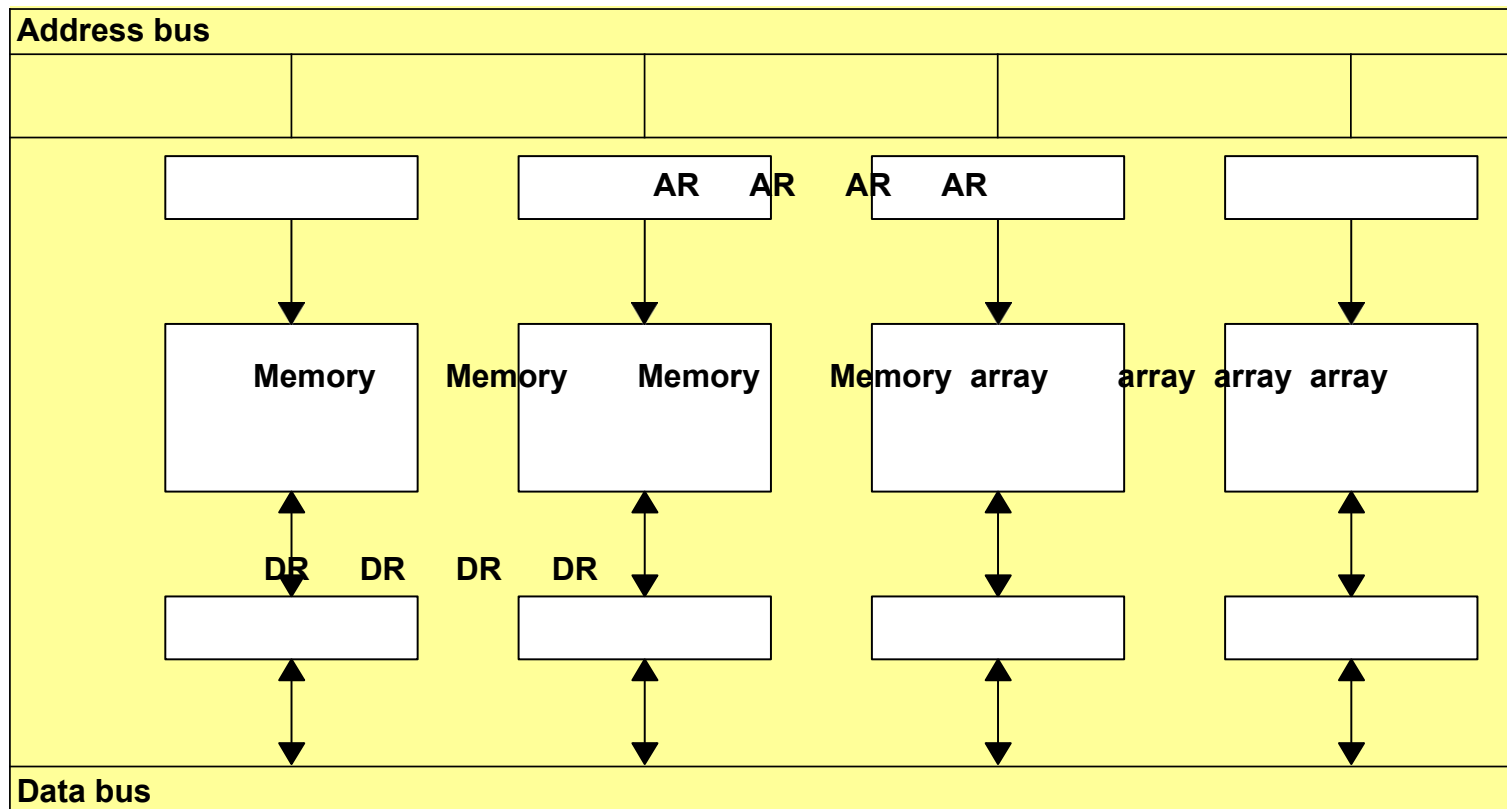 Address bus
AR AR AR AR
Memory Memory Memory Memory array array array array
DR DR DR DR
Data bus